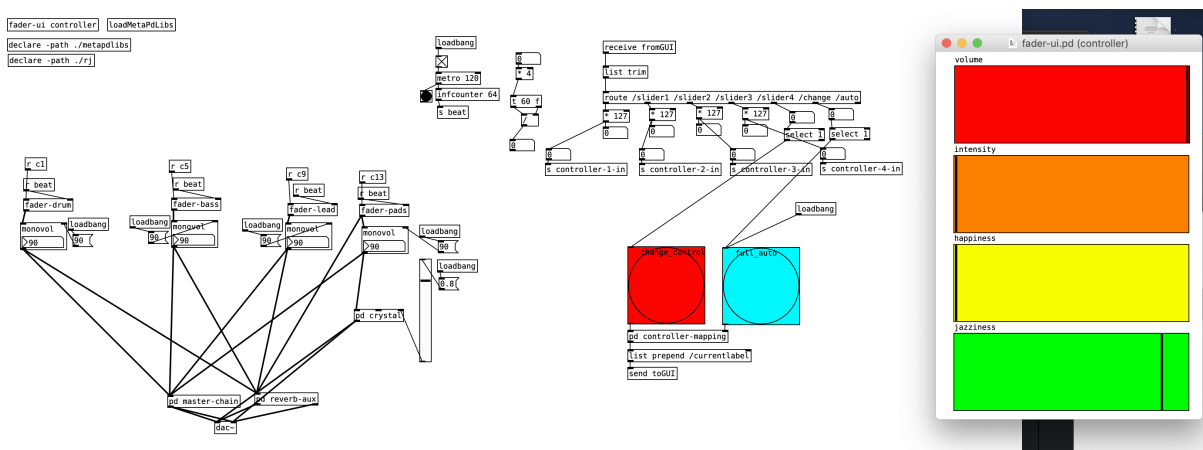 fader-ui controller
loadMetaPdLibs
declare -path ./metapdlibs
declare -path ./rj
loadbang
metro 120
infcounter 64
s beat
0
* 4
t 60 f
/
0
receive fromGUI
list trim
route /slider1 /slider2 /slider3 /slider4 /change /auto
* 127
* 127
* 127
* 127
0
0
0
0
0
0
select 1
select 1
0
0
0
0
s controller-1-in
s controller-2-in
s controller-3-in
s controller-4-in
r c1
r beat
fader-drum
monovol
90
loadbang
90
r c5
r beat
fader-bass
loadbang
90
monovol
90
r c9
r beat
fader-lead
loadbang
90
monovol
90
r c13
r beat
fader-pads
monovol
90
loadbang
90
loadbang
0.8
pd crystal
pd master-chain
pd reverb-aux
dac~
loadbang
change_control
full_auto
pd controller-mapping
list prepend /currentlabel
send toGUI
fader-ui.pd (controller)
volume
intensity
happiness
jazziness